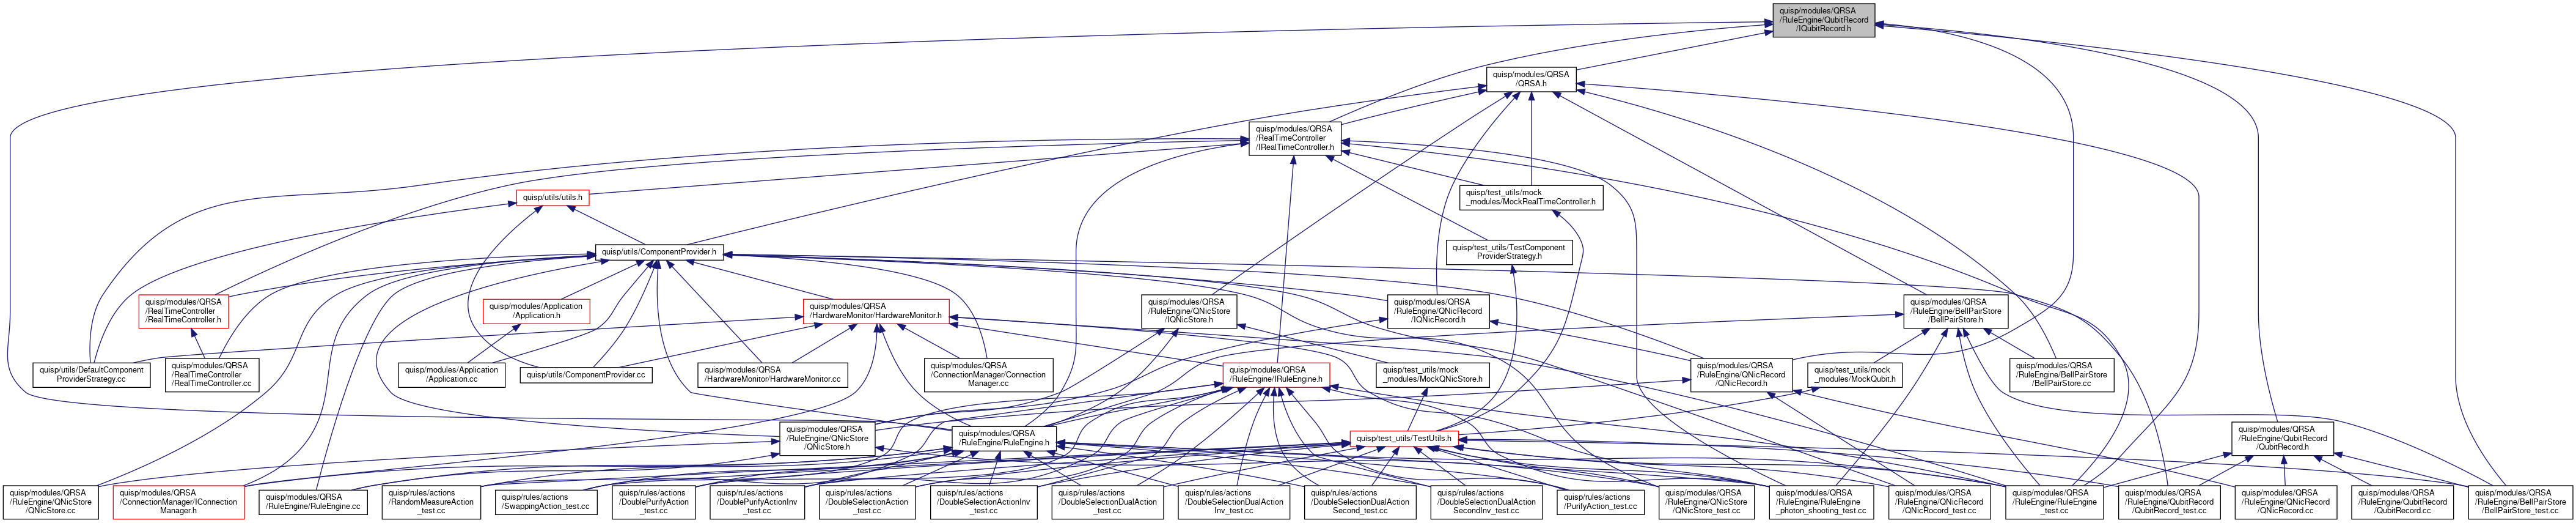 quisp/modules/QRSA
/RuleEngine/QubitRecord
/IQubitRecord.h
quisp/modules/QRSA
/QRSA.h
quisp/modules/QRSA
/RealTimeController
/IRealTimeController.h
quisp/utils/utils.h
quisp/test_utils/mock
_modules/MockRealTimeController.h
quisp/utils/ComponentProvider.h
quisp/test_utils/TestComponent
ProviderStrategy.h
quisp/modules/QRSA
/RealTimeController
/RealTimeController.h
quisp/modules/Application
/Application.h
quisp/modules/QRSA
/HardwareMonitor/HardwareMonitor.h
quisp/modules/QRSA
/RuleEngine/QNicStore
/IQNicStore.h
quisp/modules/QRSA
/RuleEngine/QNicRecord
/IQNicRecord.h
quisp/modules/QRSA
/RuleEngine/BellPairStore
/BellPairStore.h
quisp/utils/DefaultComponent
ProviderStrategy.cc
quisp/modules/QRSA
/RealTimeController
/RealTimeController.cc
quisp/modules/Application
/Application.cc
quisp/utils/ComponentProvider.cc
quisp/modules/QRSA
/HardwareMonitor/HardwareMonitor.cc
quisp/modules/QRSA
/ConnectionManager/Connection
Manager.cc
quisp/modules/QRSA
/RuleEngine/IRuleEngine.h
quisp/test_utils/mock
_modules/MockQNicStore.h
quisp/modules/QRSA
/RuleEngine/QNicRecord
/QNicRecord.h
quisp/test_utils/mock
_modules/MockQubit.h
quisp/modules/QRSA
/RuleEngine/BellPairStore
/BellPairStore.cc
quisp/modules/QRSA
/RuleEngine/QNicStore
/QNicStore.h
quisp/modules/QRSA
/RuleEngine/RuleEngine.h
quisp/test_utils/TestUtils.h
quisp/modules/QRSA
/RuleEngine/QubitRecord
/QubitRecord.h
quisp/modules/QRSA
/RuleEngine/QNicStore
/QNicStore.cc
quisp/modules/QRSA
/ConnectionManager/IConnection
Manager.h
quisp/modules/QRSA
/RuleEngine/RuleEngine.cc
quisp/rules/actions
/RandomMeasureAction
_test.cc
quisp/rules/actions
/SwappingAction_test.cc
quisp/rules/actions
/DoublePurifyAction
_test.cc
quisp/rules/actions
/DoublePurifyActionInv
_test.cc
quisp/rules/actions
/DoubleSelectionAction
_test.cc
quisp/rules/actions
/DoubleSelectionActionInv
_test.cc
quisp/rules/actions
/DoubleSelectionDualAction
_test.cc
quisp/rules/actions
/DoubleSelectionDualAction
Inv_test.cc
quisp/rules/actions
/DoubleSelectionDualAction
Second_test.cc
quisp/rules/actions
/DoubleSelectionDualAction
SecondInv_test.cc
quisp/rules/actions
/PurifyAction_test.cc
quisp/modules/QRSA
/RuleEngine/QNicStore
/QNicStore_test.cc
quisp/modules/QRSA
/RuleEngine/RuleEngine
_photon_shooting_test.cc
quisp/modules/QRSA
/RuleEngine/QNicRecord
/QNicRocord_test.cc
quisp/modules/QRSA
/RuleEngine/RuleEngine
_test.cc
quisp/modules/QRSA
/RuleEngine/QubitRecord
/QubitRecord_test.cc
quisp/modules/QRSA
/RuleEngine/QNicRecord
/QNicRecord.cc
quisp/modules/QRSA
/RuleEngine/QubitRecord
/QubitRecord.cc
quisp/modules/QRSA
/RuleEngine/BellPairStore
/BellPairStore_test.cc